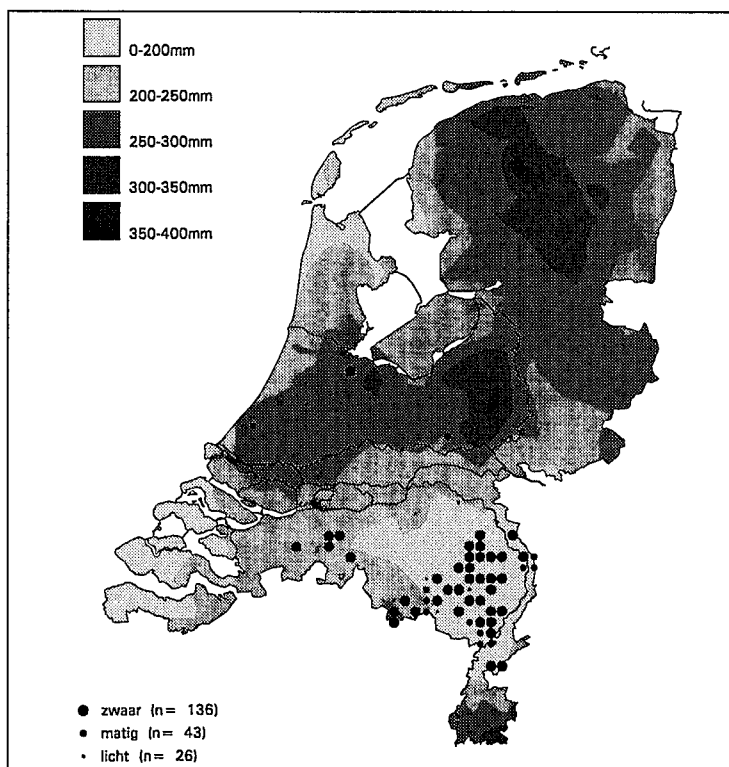 0-200mm
200-250mm
250-300mm
300-350mm
350-400mm
zwaar (n= 136)
matig (n= 43)
licht (n= 26)